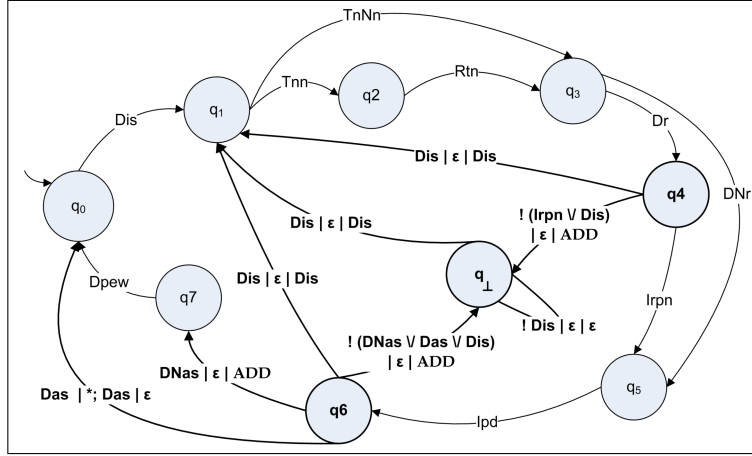 TnNn
Tnn
Rtn
q1
q2
q3
Dis
Dr
Dis | ε | Dis
q4
DNr
q0
! (Irpn \/ Dis)
| ε | ADD
Dis | ε | Dis
Dis | ε | Dis
q⊥
Dpew
q7
Irpn
! Dis | ε | ε
! (DNas \/ Das \/ Dis)
| ε | ADD
DNas | ε | ADD
q5
Das | *; Das | ε
q6
Ipd